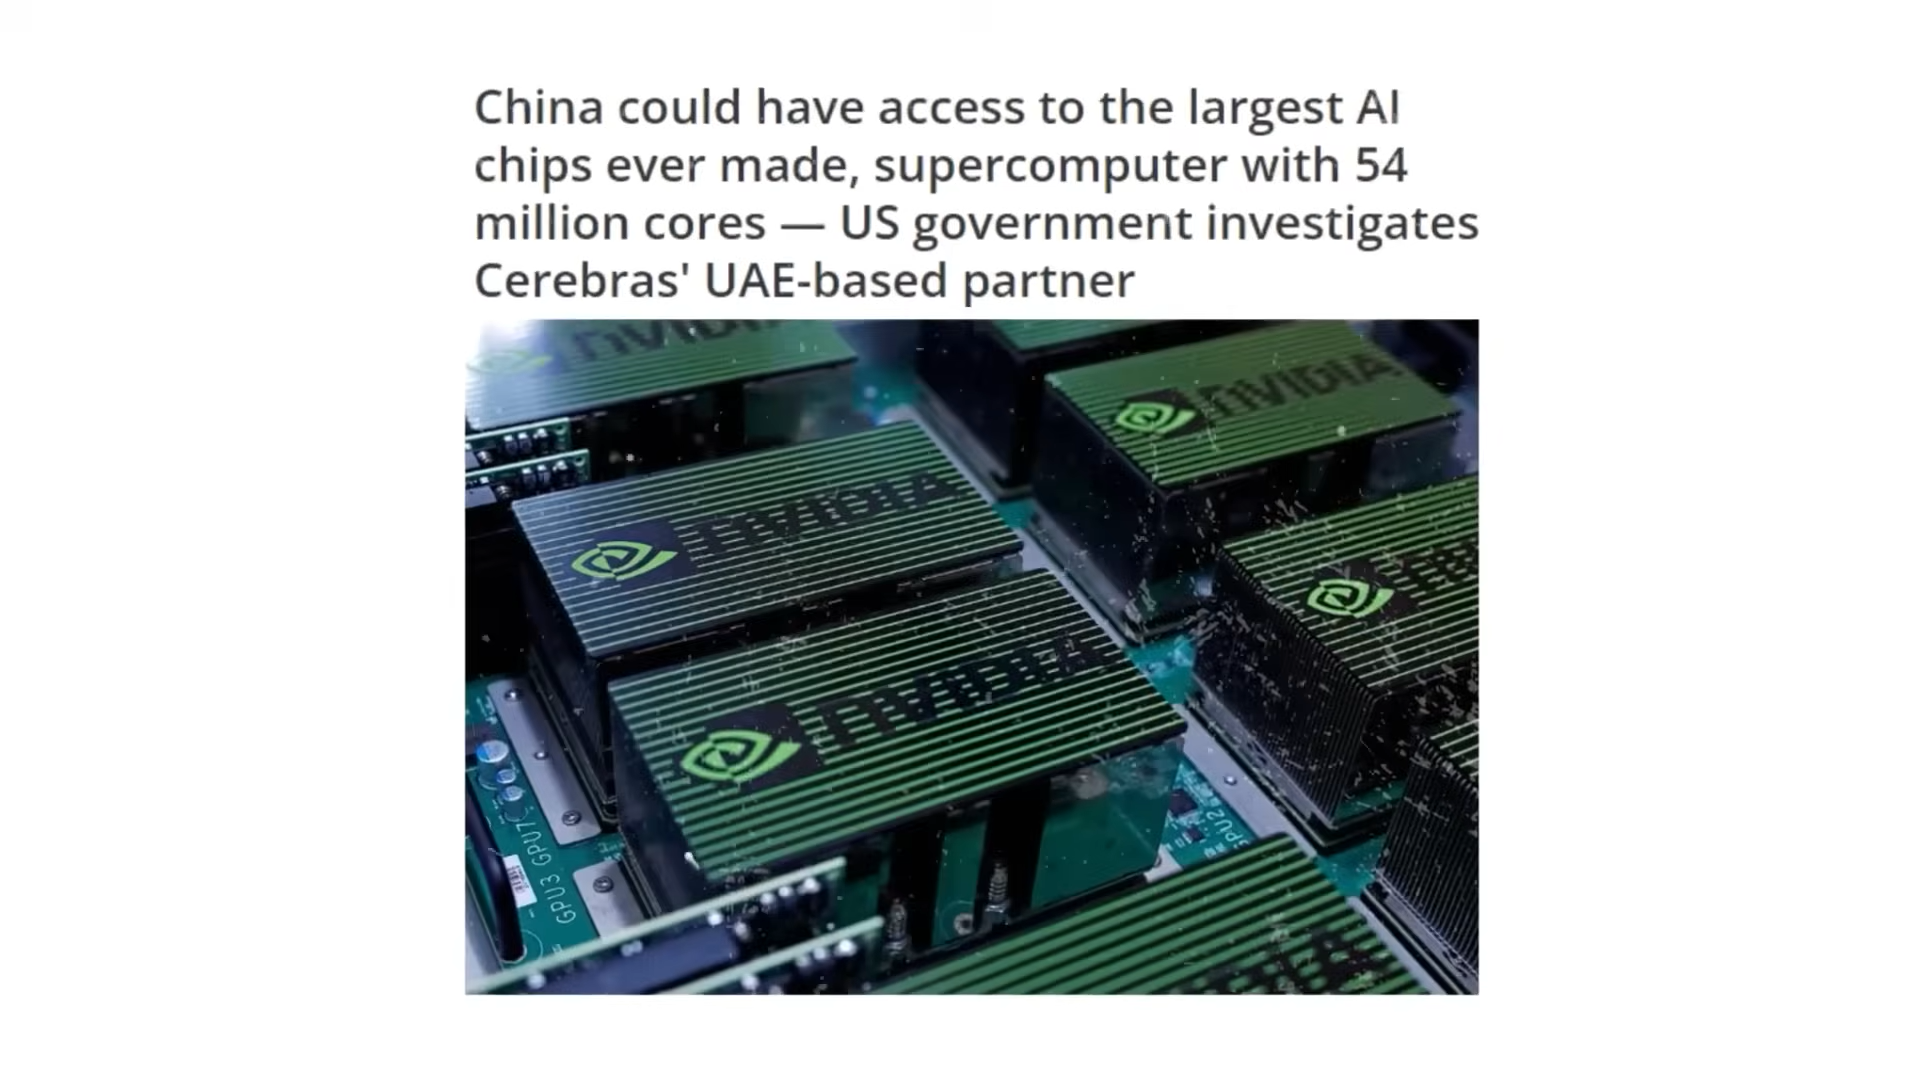 China could have access to the largest AI
chips ever made, supercomputer with 54
million cores — US government investigates
Cerebras' UAE-based partner
nVIDIA
nVIDIA
nVIDIA
nVIDIA
GPU3 GPU7
GPU2